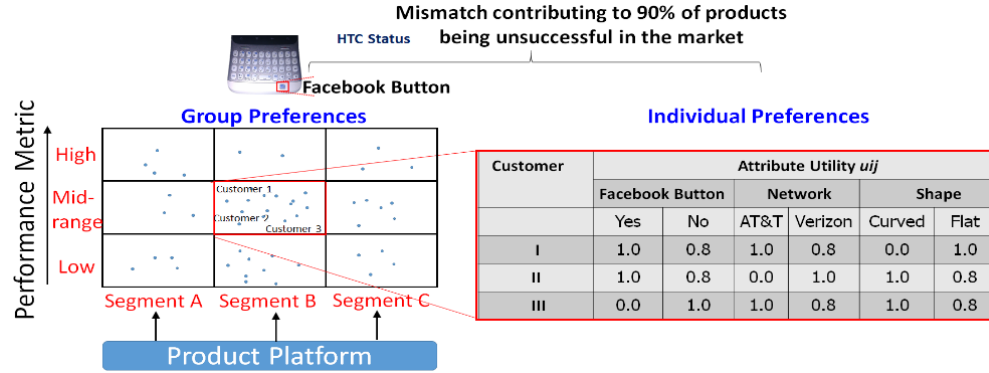 Mismatch contributing to 90% of products
being unsuccessful in the market
HTC Status
Facebook Button
Group Preferences
Individual Preferences
Performance Metric
High
Mid-
range
Low
Customer 1
Customer 2
Customer 3
Segment A
Segment B
Segment C
Product Platform
Customer
Attribute Utility uij
Facebook Button Network Shape
Yes No AT&T Verizon Curved Flat
I 1.0 0.8 1.0 0.8 0.0 1.0
II 1.0 0.8 0.0 1.0 1.0 0.8
III 0.0 1.0 1.0 0.8 1.0 0.8